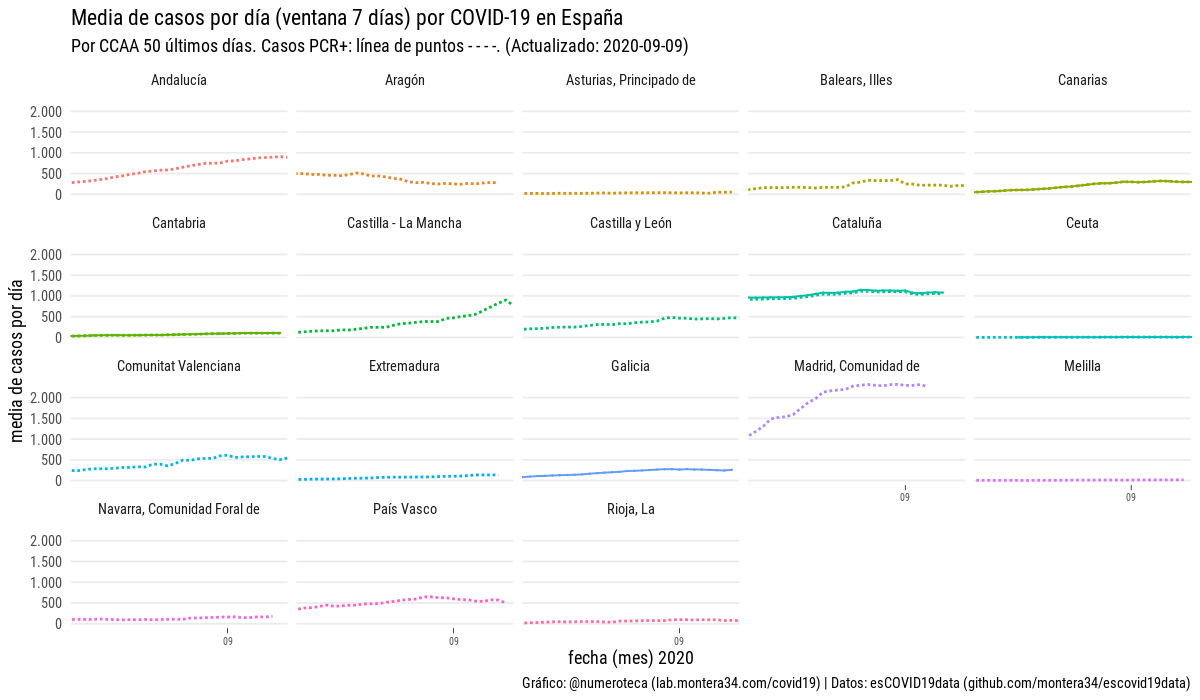 Media de casos por día (ventana 7 días) por COVID-19 en España
Por CCAA 50 últimos días. Casos PCR+: línea de puntos - - - -. (Actualizado: 2020-09-09)
Andalucía Aragón Asturias, Principado de Balears, Illes Canarias
2.000
1.500
1.000
500
0
Cantabria Castilla - La Mancha Castilla y León Cataluña Ceuta
2.000
1.500
1.000
500
0
Comunitat Valenciana Extremadura Galicia Madrid, Comunidad de Melilla
2.000
1.500
1.000
500
0
09 09
Navarra, Comunidad Foral de País Vasco Rioja, La
2.000
1.500
1.000
500
0
09 09 09
media de casos por día
fecha (mes) 2020
Gráfico: @numeroteca (lab.montera34.com/covid19) | Datos: esCOVID19data (github.com/montera34/escovid19data)